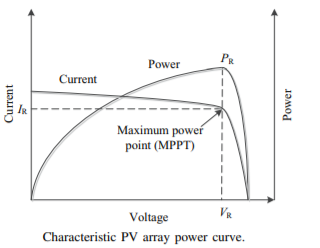 Power
P_R
Current
Current
I_R
Power
Maximum power
point (MPPT)
Voltage
V_R
Characteristic PV array power curve.